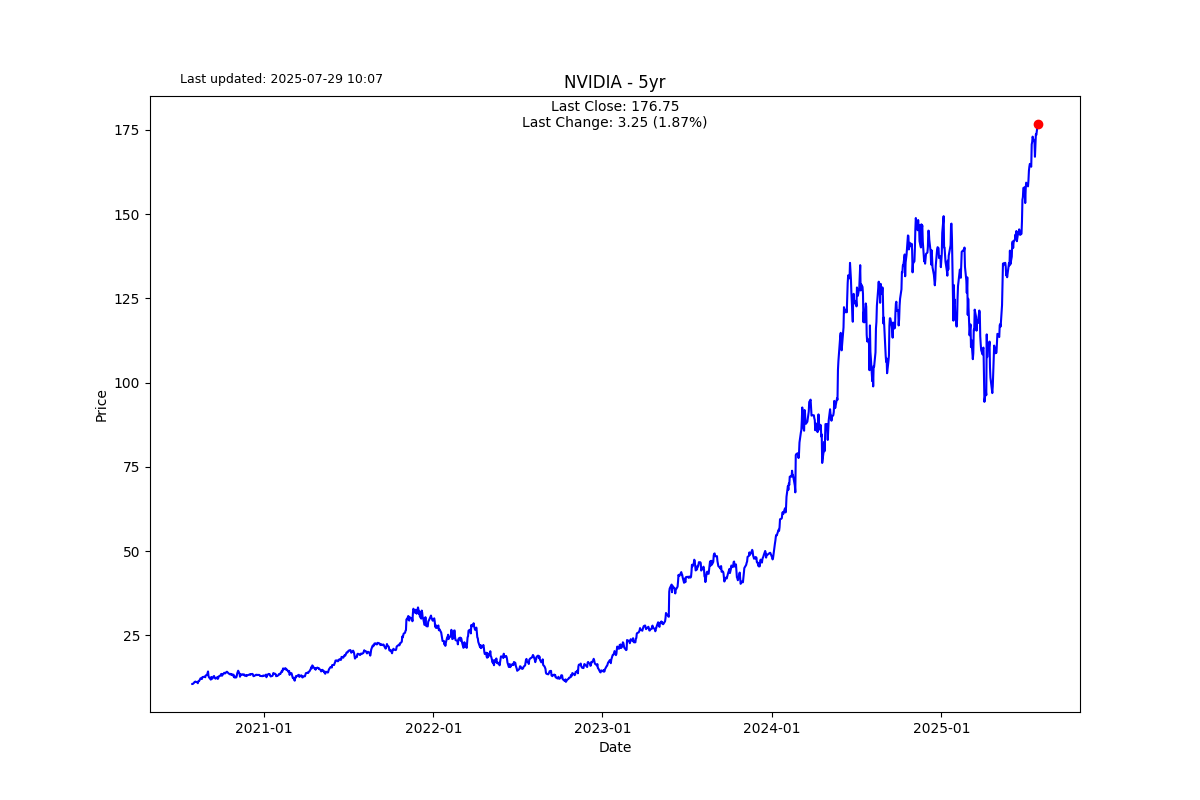 Last updated: 2025-07-29 10:07
NVIDIA - 5yr
Last Close: 176.75
Last Change: 3.25 (1.87%)
175
150
125
100
75
50
25
Price
2021-01
2022-01
2023-01
2024-01
2025-01
Date